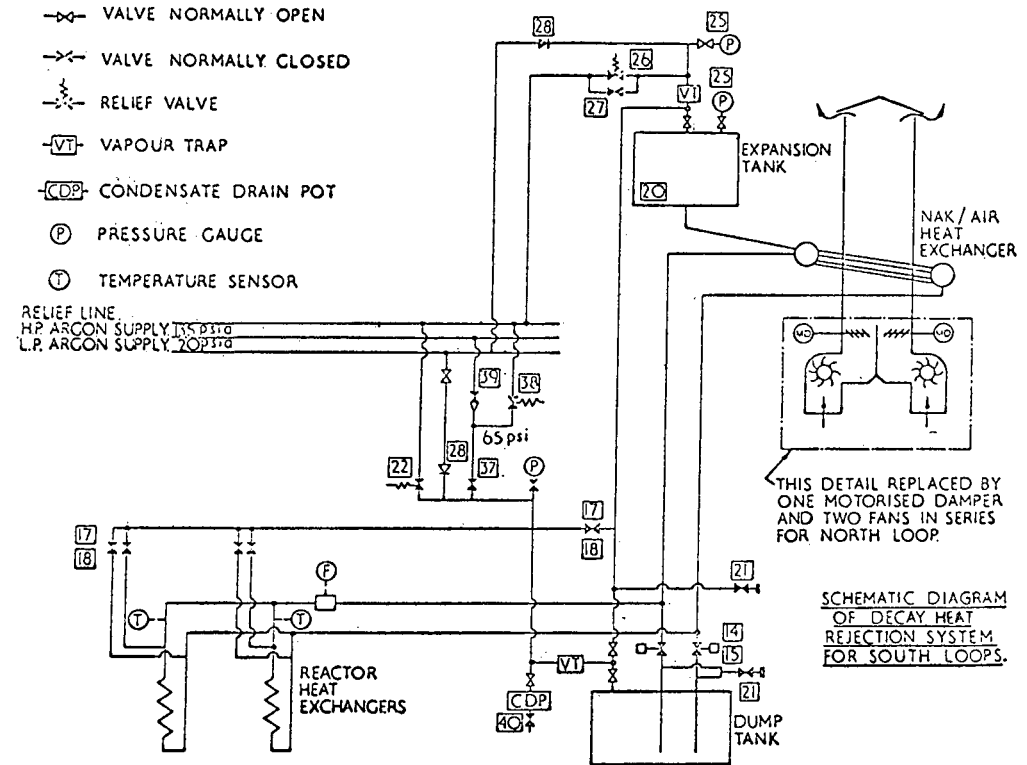 VALVE NORMALLY OPEN
VALVE NORMALLY CLOSED
RELIEF VALVE
VT VAPOUR TRAP
CDP CONDENSATE DRAIN POT
P PRESSURE GAUGE
T TEMPERATURE SENSOR
RELIEF LINE.
H.P. ARGON SUPPLY 135 psia
L.P. ARGON SUPPLY 20 psia
28
25
P
26
25
27
VT
P
EXPANSION
TANK
20
NAK/AIR
HEAT
EXCHANGER
MD
MD
THIS DETAIL REPLACED BY
ONE MOTORISED DAMPER
AND TWO FANS IN SERIES
FOR NORTH LOOP.
39
38
65 psi
22
28
37
P
17
18
17
18
F
T
T
21
14
15
21
VT
CDP
40
REACTOR
HEAT
EXCHANGERS
DUMP
TANK
SCHEMATIC DIAGRAM
OF DECAY HEAT
REJECTION SYSTEM
FOR SOUTH LOOPS.